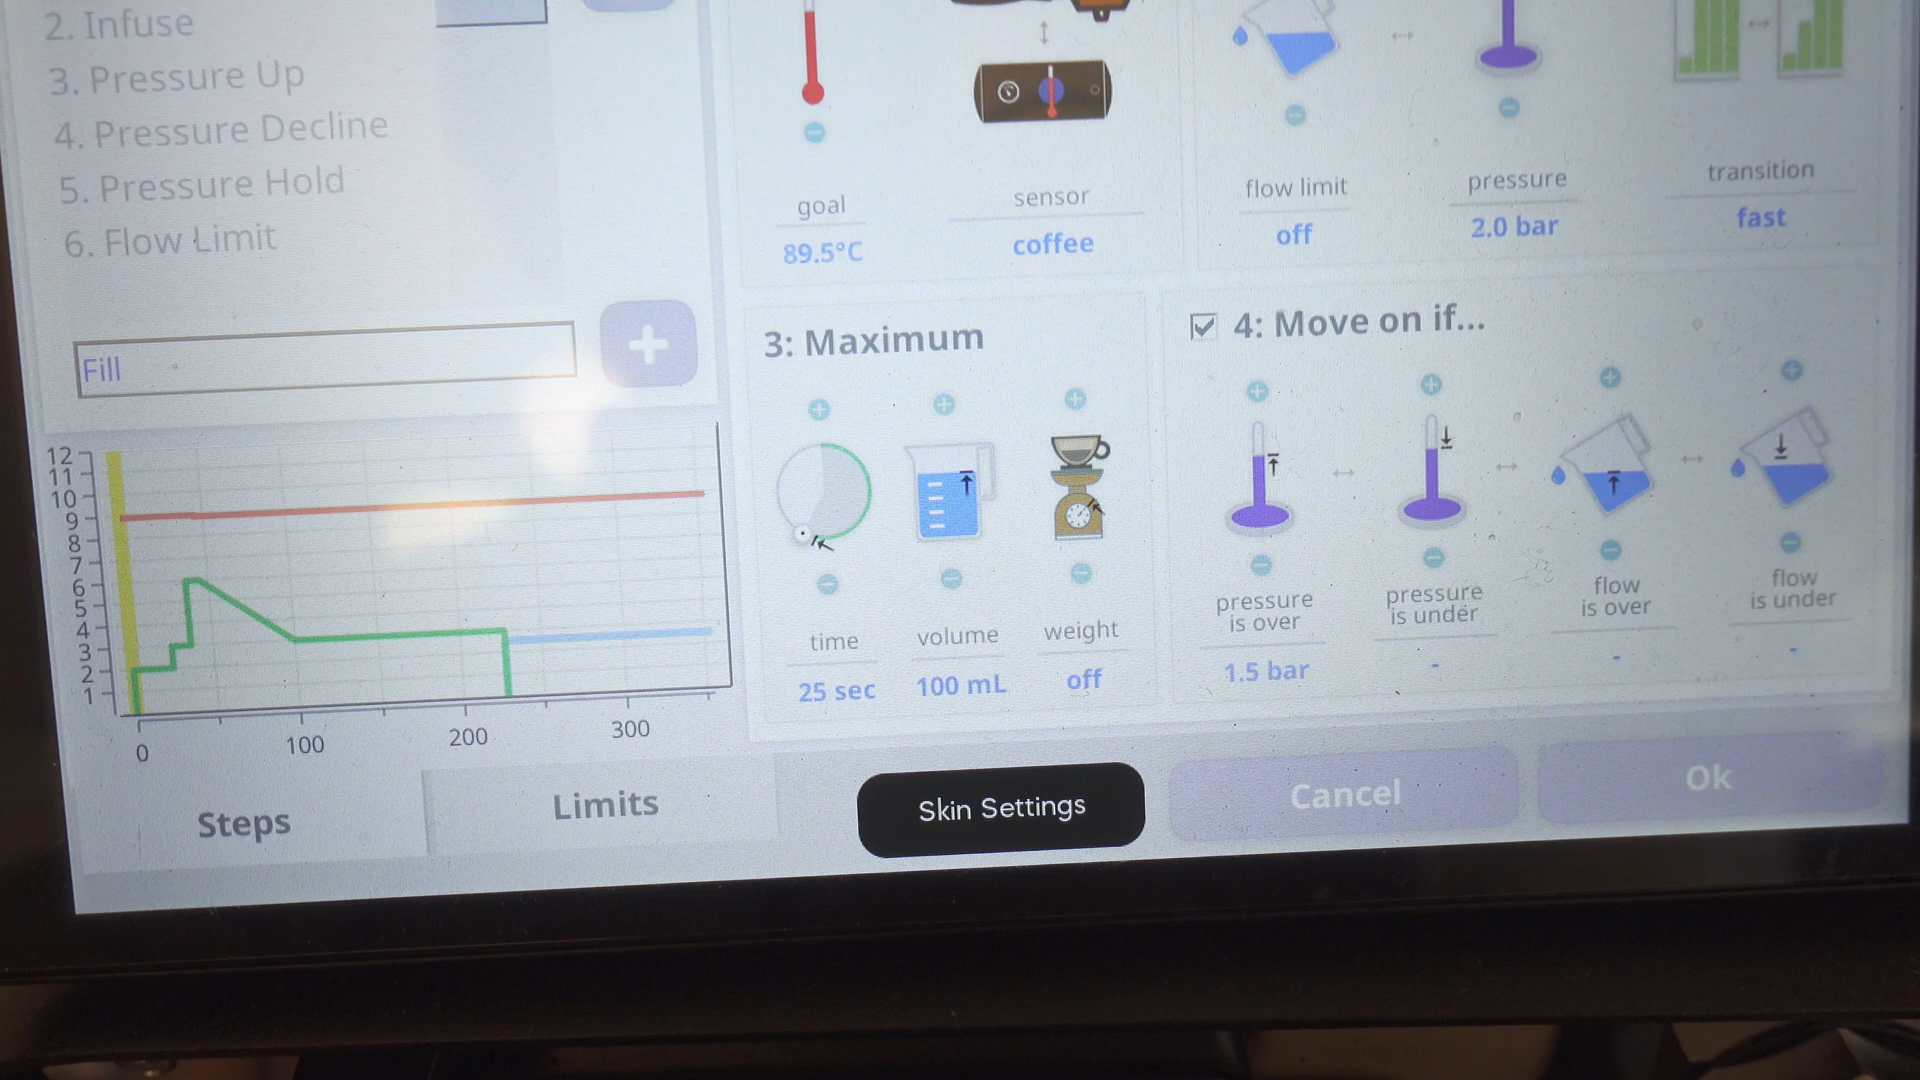 2. Infuse
3. Pressure Up
4. Pressure Decline
5. Pressure Hold
6. Flow Limit
Fill
12
11
10
9
8
7
6
5
4
3
2
1
0
100
200
300
Steps
Limits
goal
89.5°C
sensor
coffee
flow limit
off
pressure
2.0 bar
transition
fast
3: Maximum
time
25 sec
volume
100 mL
weight
off
4: Move on if...
pressure
is over
1.5 bar
pressure
is under
-
flow
is over
-
flow
is under
-
Skin Settings
Cancel
Ok